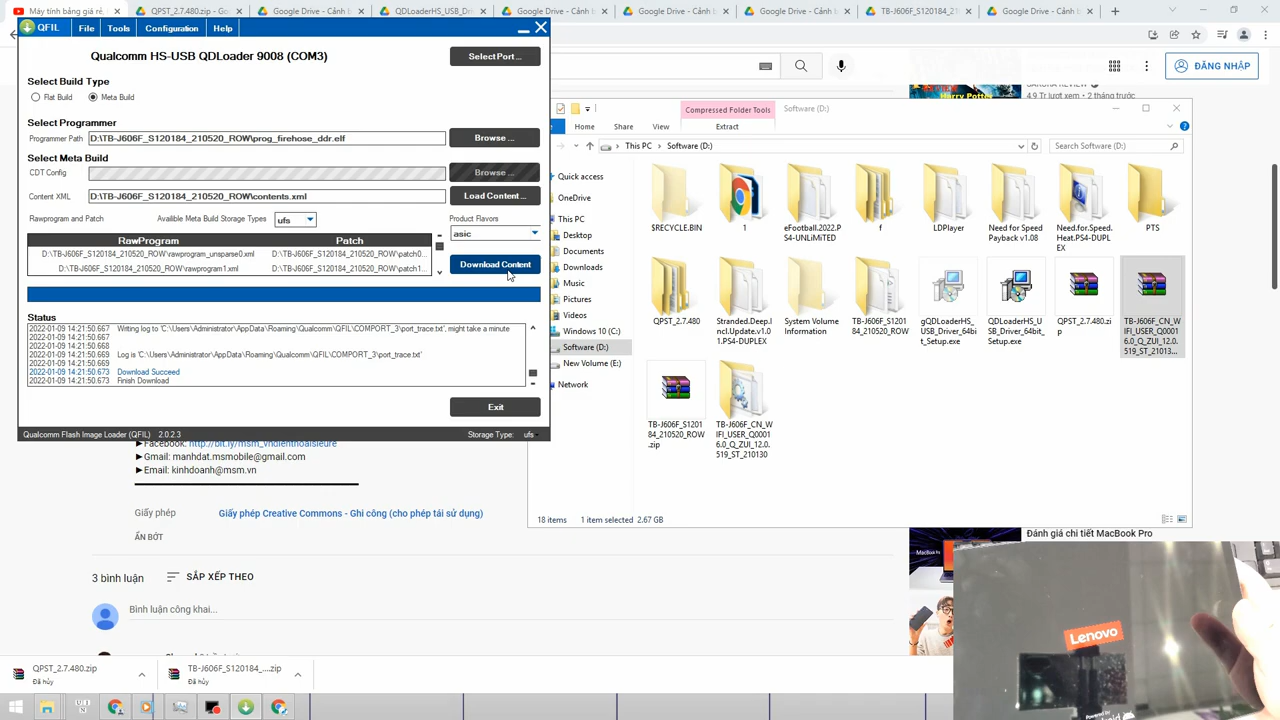 Máy tính bảng giá rẻ,
QPST_2.7.480.zip - Go
Google Drive -
Google Drive -
QDLoaderHS_USB_Driv
Google Drive -
Google Drive -
Google Drive -
TB-J606F_S120184
Google Drive -
QFIL
File
Tools
Configuration
Help
Qualcomm HS-USB QDLoader 9008 (COM3)
Select Port ...
Select Build Type
Flat Build
Meta Build
Select Programmer
Programmer Path
D:\TB-J606F_S120184_210520_ROW\prog_firehose_ddr.elf
Browse ...
Select Meta Build
CDT Config
Browse ...
Content XML
D:\TB-J606F_S120184_210520_ROW\contents.xml
Load Content ...
Rawprogram and Patch
Availible Meta Build Storage Types
ufs
Product Flavors
asic
RawProgram
Patch
D:\TB-J606F_S120184_210520_ROW\rawprogram_unsparse0.xml
D:\TB-J606F_S120184_210520_ROW\patch0...
D:\TB-J606F_S120184_210520_ROW\rawprogram1.xml
D:\TB-J606F_S120184_210520_ROW\patch1...
Download Content
Status
2022-01-09 14:21:50.667 Writing log to 'C:\Users\Administrator\AppData\Roaming\Qualcomm\QFIL\COMPORT_3\port_trace.txt', might take a minute
2022-01-09 14:21:50.667
2022-01-09 14:21:50.668
2022-01-09 14:21:50.669 Log is 'C:\Users\Administrator\AppData\Roaming\Qualcomm\QFIL\COMPORT_3\port_trace.txt'
2022-01-09 14:21:50.669
2022-01-09 14:21:50.673 Download Succeed
2022-01-09 14:21:50.673 Finish Download
Exit
Qualcomm Flash Image Loader (QFIL) 2.0.2.3
Storage Type: ufs
ĐĂNG NHẬP
Harry Potter
4,9 Tr lượt xem • 2 tháng trước
Compressed Folder Tools
Software (D:)
Home
Share
View
Extract
This PC
Software (D:)
Search Software (D:)
Quick access
OneDrive
This PC
Desktop
Documents
Downloads
Music
Pictures
Videos
Windows 10 (C:)
Software (D:)
New Volume (E:)
Network
$RECYCLE.BIN
1
eFootball.2022.PS4-UNLiMiTED
f
LDPlayer
Need for Speed Payback v1.08
Need.for.Speed.Heat.PS4-DUPLEX
PTS
QPST_2.7.480
Stranded.Deep.Incl.Update.v1.01.PS4-DUPLEX
System Volume Information
TB-J606F_S120184_210520_ROW
gQDLoaderHS_USB_Driver_64bit_Setup.exe
QDLoaderHS_USB_Driver_64bit_Setup.exe
QPST_2.7.480.zip
TB-J606F_CN_WIFI_USER_Q00016.0_Q_ZUI_12.0.519_ST_21013...
TB-J606F_S120184_210520_ROW.zip
TB-J606F_CN_WIFI_USER_Q00016.0_Q_ZUI_12.0.519_ST_210130
18 items
1 item selected 2.67 GB
►Facebook: http://bit.ly/msm_vndienthoaisieure
►Gmail: manhdat.msmobile@gmail.com
►Email: kinhdoanh@msm.vn
Giấy phép
Giấy phép Creative Commons - Ghi công (cho phép tái sử dụng)
ẨN BỚT
3 bình luận
SẮP XẾP THEO
Bình luận công khai...
Đánh giá chi tiết MacBook Pro
Lenovo
QPST_2.7.480.zip
Đã hủy
TB-J606F_S120184_....zip
Đã hủy